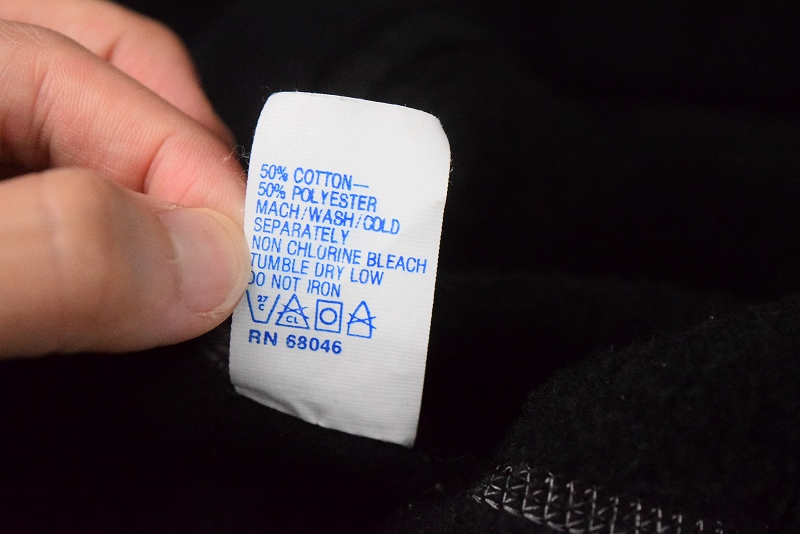 50% COTTON—
50% POLYESTER
MACH/WASH/COLD
SEPARATELY
NON CHLORINE BLEACH
TUMBLE DRY LOW
DO NOT IRON
27
C
CL
RN 68046